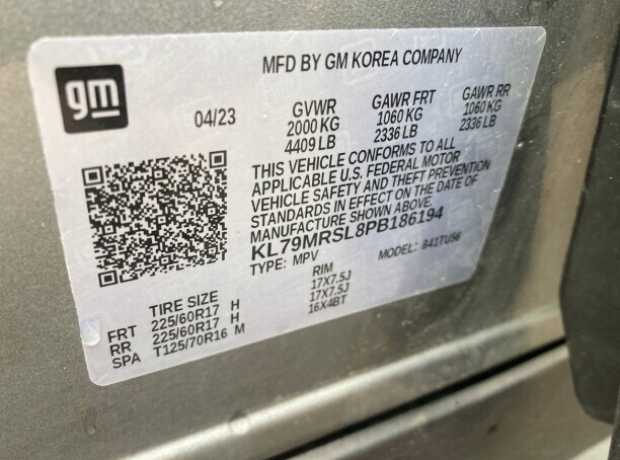 gm
MFD BY GM KOREA COMPANY
04/23
GVWR GAWR FRT GAWR RR
2000 KG 1060 KG 1060 KG
4409 LB 2336 LB 2336 LB
THIS VEHICLE CONFORMS TO ALL
APPLICABLE U.S. FEDERAL MOTOR
VEHICLE SAFETY AND THEFT PREVENTION
STANDARDS IN EFFECT ON THE DATE OF
MANUFACTURE SHOWN ABOVE.
KL79MRSL8PB186194
TYPE: MPV MODEL: 841TU56
TIRE SIZE RIM
FRT 225/60R17 H 17X7.5J
RR 225/60R17 H 17X7.5J
SPA T125/70R16 M 16X4BT